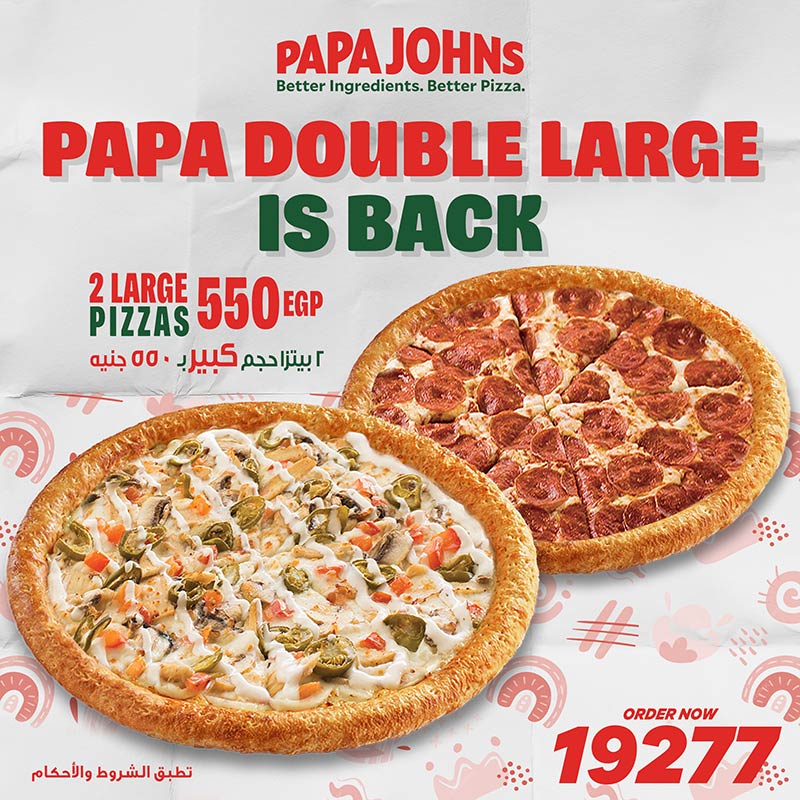 PAPA JOHNS
Better Ingredients. Better Pizza.
PAPA DOUBLE LARGE
IS BACK
2 LARGE
PIZZAS 550 EGP
٢ بيتزا حجم كبير بـ ٥٥٠ جنيه
ORDER NOW
19277
تطبق الشروط والأحكام